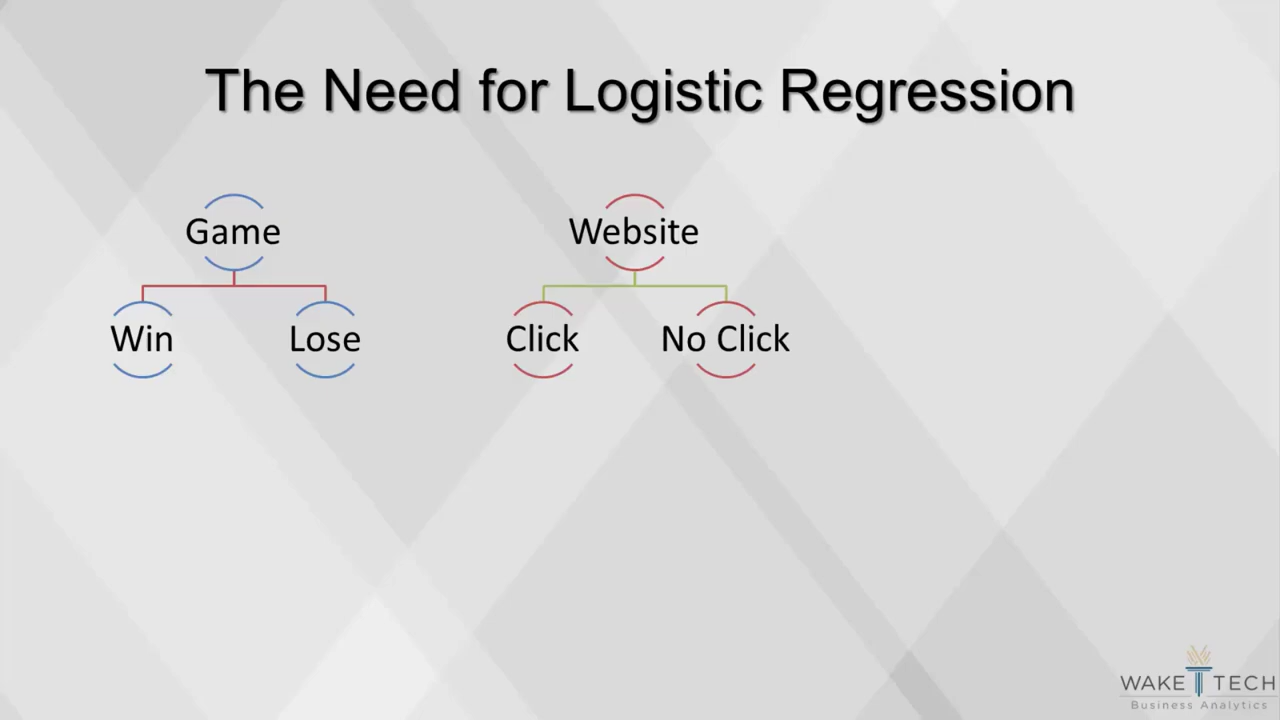 The Need for Logistic Regression
Game
Website
Win
Lose
Click
No Click
WAKE TECH
Business Analytics